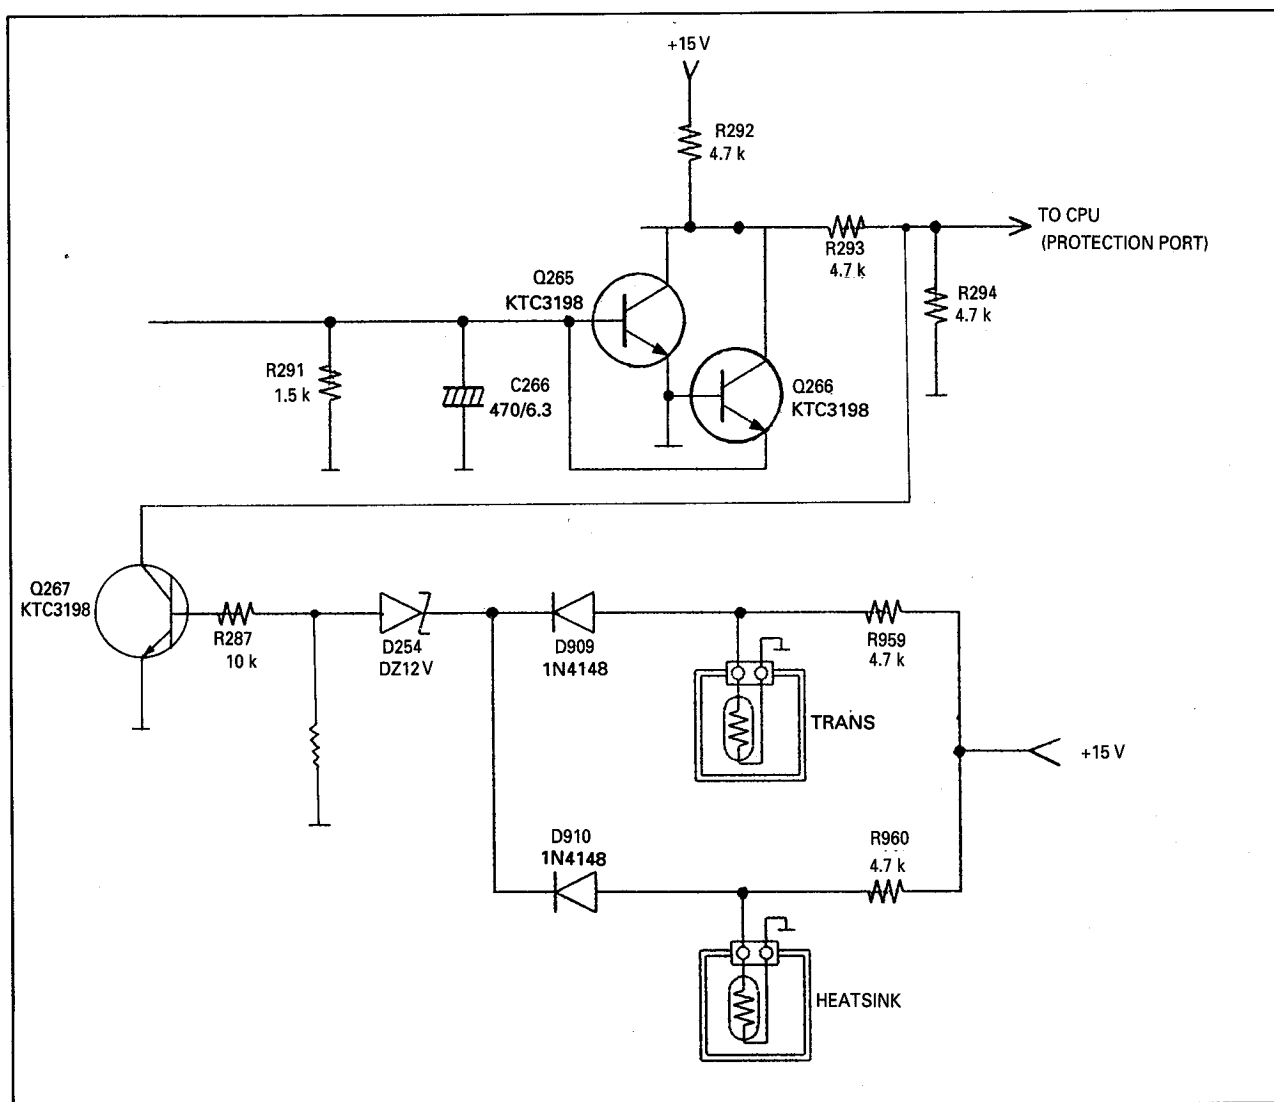 +15 V
R292
4.7 k
TO CPU
(PROTECTION PORT)
R293
4.7 k
Q265
KTC3198
R294
4.7 k
R291
1.5 k
C266
470/6.3
Q266
KTC3198
Q267
KTC3198
R287
10 k
D254
DZ12 V
D909
1N4148
R959
4.7 k
TRANS
+15 V
D910
1N4148
R960
4.7 k
HEATSINK